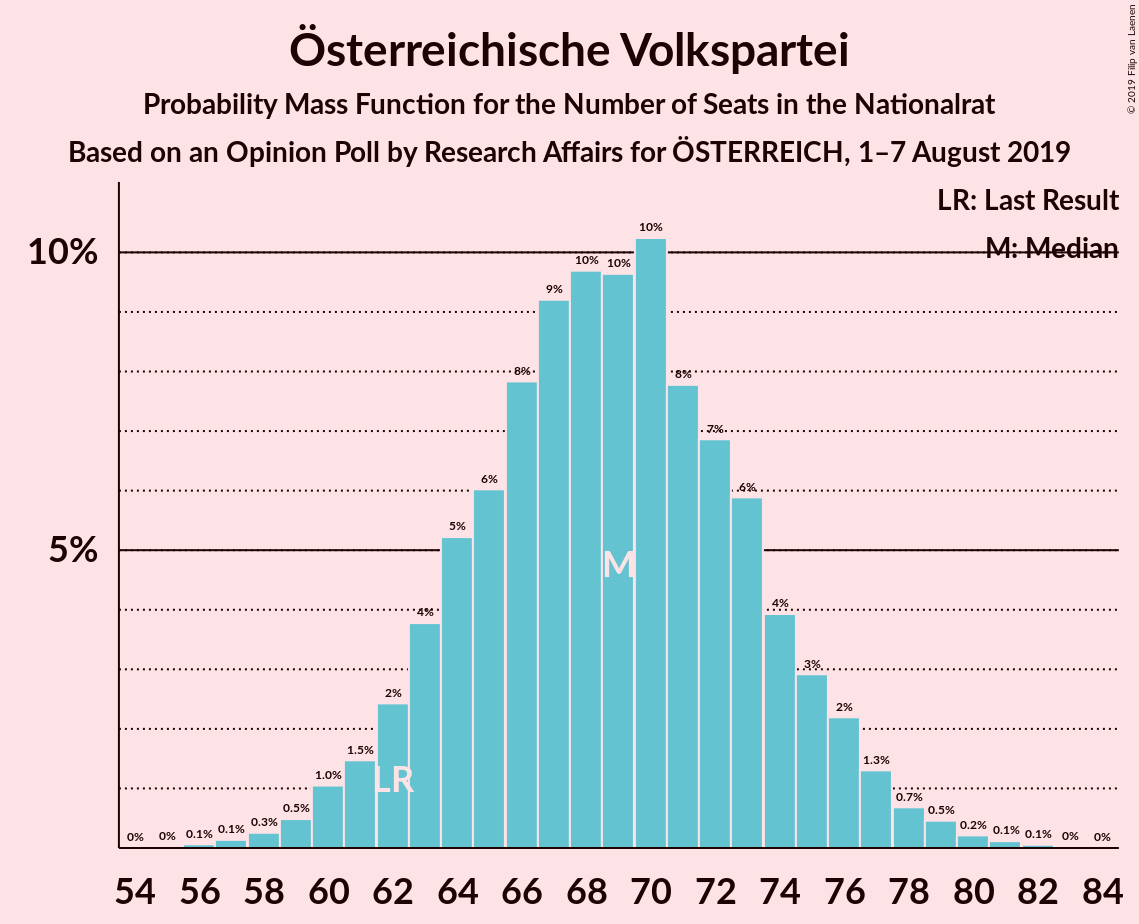 Österreichische Volkspartei
Probability Mass Function for the Number of Seats in the Nationalrat
Based on an Opinion Poll by Research Affairs for ÖSTERREICH, 1–7 August 2019
© 2019 Filip van Laenen
LR: Last Result
M: Median
10%
5%
0% 0% 0.1% 0.1% 0.3% 0.5% 1.0% 1.5% 2% 4% 5% 6% 8% 9% 10% 10% 10% 8% 7% 6% 4% 3% 2% 1.3% 0.7% 0.5% 0.2% 0.1% 0.1% 0% 0%
M
LR
54 56 58 60 62 64 66 68 70 72 74 76 78 80 82 84